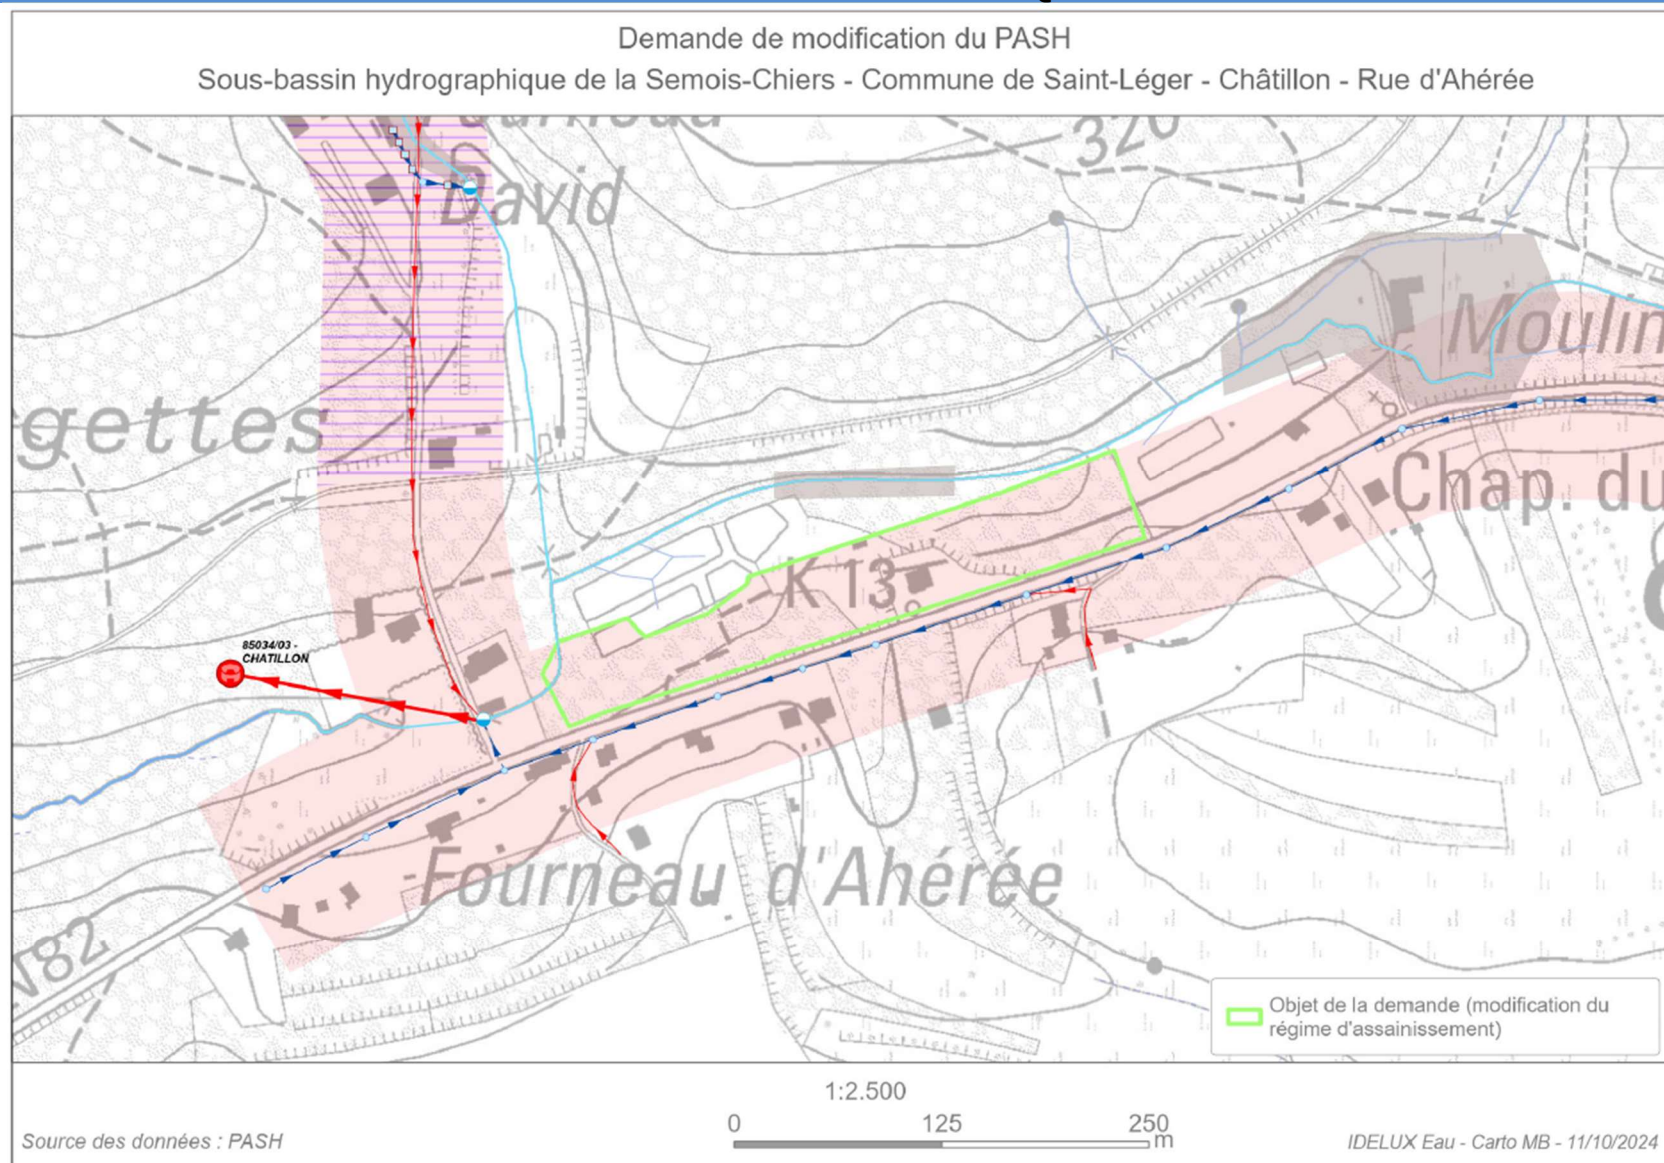 Demande de modification du PASH
Sous-bassin hydrographique de la Semois-Chiers - Commune de Saint-Léger - Châtillon - Rue d'Ahérée
320
David
Moulin
gettes
Chap. du
K 13
85034/03 -
CHATILLON
Fourneau d'Ahérée
N82
Objet de la demande (modification du
régime d'assainissement)
1:2.500
0 125 250
m
Source des données : PASH
IDELUX Eau - Carto MB - 11/10/2024